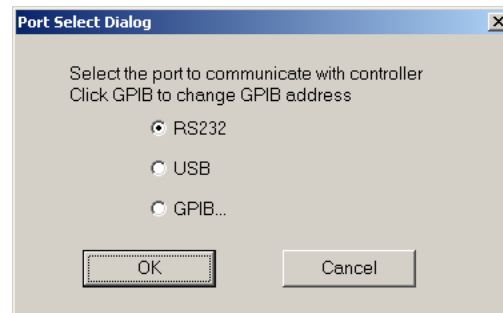 Port Select Dialog
Select the port to communicate with controller
Click GPIB to change GPIB address
RS232
USB
GPIB...
OK
Cancel